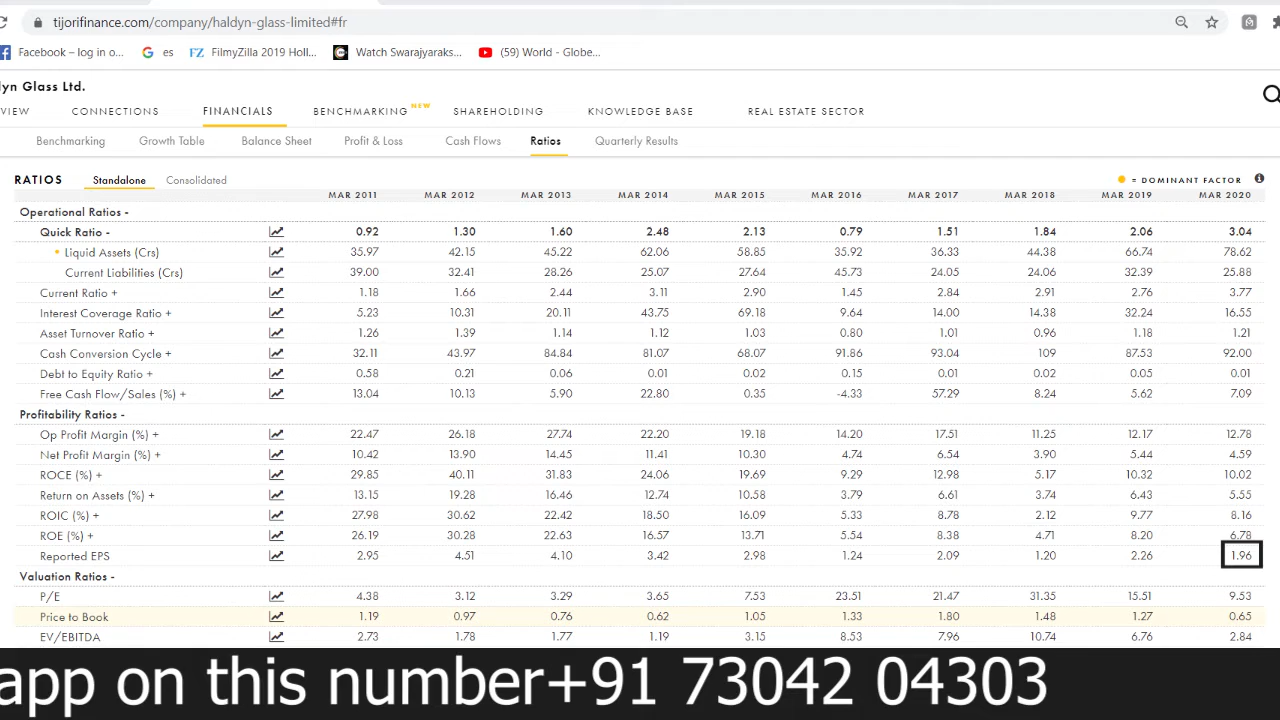 tijorifinance.com/company/haldyn-glass-limited#fr
Facebook – log in o... es FilmyZilla 2019 Holl... Watch Swarajyaraks... (59) World - Globe...
yn Glass Ltd.
VIEW CONNECTIONS FINANCIALS BENCHMARKING NEW SHAREHOLDING KNOWLEDGE BASE REAL ESTATE SECTOR
Benchmarking Growth Table Balance Sheet Profit & Loss Cash Flows Ratios Quarterly Results
RATIOS Standalone Consolidated = DOMINANT FACTOR
MAR 2011 MAR 2012 MAR 2013 MAR 2014 MAR 2015 MAR 2016 MAR 2017 MAR 2018 MAR 2019 MAR 2020
Operational Ratios -
Quick Ratio - 0.92 1.30 1.60 2.48 2.13 0.79 1.51 1.84 2.06 3.04
Liquid Assets (Crs) 35.97 42.15 45.22 62.06 58.85 35.92 36.33 44.38 66.74 78.62
Current Liabilities (Crs) 39.00 32.41 28.26 25.07 27.64 45.73 24.05 24.06 32.39 25.88
Current Ratio + 1.18 1.66 2.44 3.11 2.90 1.45 2.84 2.91 2.76 3.77
Interest Coverage Ratio + 5.23 10.31 20.11 43.75 69.18 9.64 14.00 14.38 32.24 16.55
Asset Turnover Ratio + 1.26 1.39 1.14 1.12 1.03 0.80 1.01 0.96 1.18 1.21
Cash Conversion Cycle + 32.11 43.97 84.84 81.07 68.07 91.86 93.04 109 87.53 92.00
Debt to Equity Ratio + 0.58 0.21 0.06 0.01 0.02 0.15 0.01 0.02 0.05 0.01
Free Cash Flow/Sales (%) + 13.04 10.13 5.90 22.80 0.35 -4.33 57.29 8.24 5.62 7.09
Profitability Ratios -
Op Profit Margin (%) + 22.47 26.18 27.74 22.20 19.18 14.20 17.51 11.25 12.17 12.78
Net Profit Margin (%) + 10.42 13.90 14.45 11.41 10.30 4.74 6.54 3.90 5.44 4.59
ROCE (%) + 29.85 40.11 31.83 24.06 19.69 9.29 12.98 5.17 10.32 10.02
Return on Assets (%) + 13.15 19.28 16.46 12.74 10.58 3.79 6.61 3.74 6.43 5.55
ROIC (%) + 27.98 30.62 22.42 18.50 16.09 5.33 8.78 2.12 9.77 8.16
ROE (%) + 26.19 30.28 22.63 16.57 13.71 5.54 8.38 4.71 8.20 6.78
Reported EPS 2.95 4.51 4.10 3.42 2.98 1.24 2.09 1.20 2.26 1.96
Valuation Ratios -
P/E 4.38 3.12 3.29 3.65 7.53 23.51 21.47 31.35 15.51 9.53
Price to Book 1.19 0.97 0.76 0.62 1.05 1.33 1.80 1.48 1.27 0.65
EV/EBITDA 2.73 1.78 1.77 1.19 3.15 8.53 7.96 10.74 6.76 2.84
app on this number+91 73042 04303